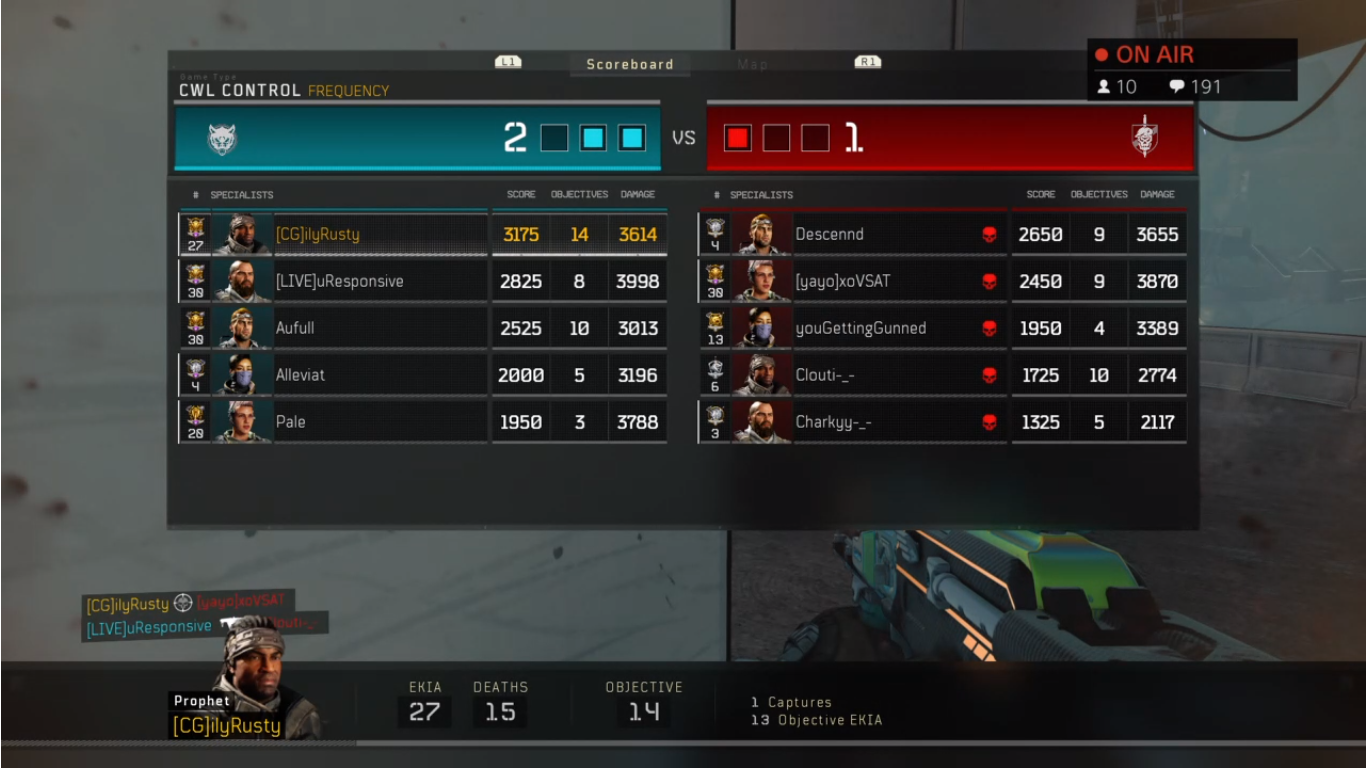 L1 Scoreboard Map R1
ON AIR
10 191
Game Type
CWL CONTROL FREQUENCY
2 VS 1
# SPECIALISTS SCORE OBJECTIVES DAMAGE
27 [CG]ilyRusty 3175 14 3614
30 [LIVE]uResponsive 2825 8 3998
30 Aufull 2525 10 3013
4 Alleviat 2000 5 3196
20 Pale 1950 3 3788
# SPECIALISTS SCORE OBJECTIVES DAMAGE
4 Descennd 2650 9 3655
30 [yayo]xoVSAT 2450 9 3870
13 youGettingGunned 1950 4 3389
6 Clouti-_- 1725 10 2774
3 Charkyy-_- 1325 5 2117
[CG]ilyRusty [yayo]xoVSAT
[LIVE]uResponsive
Prophet
[CG]ilyRusty
EKIA DEATHS OBJECTIVE
27 15 14
1 Captures
13 Objective EKIA